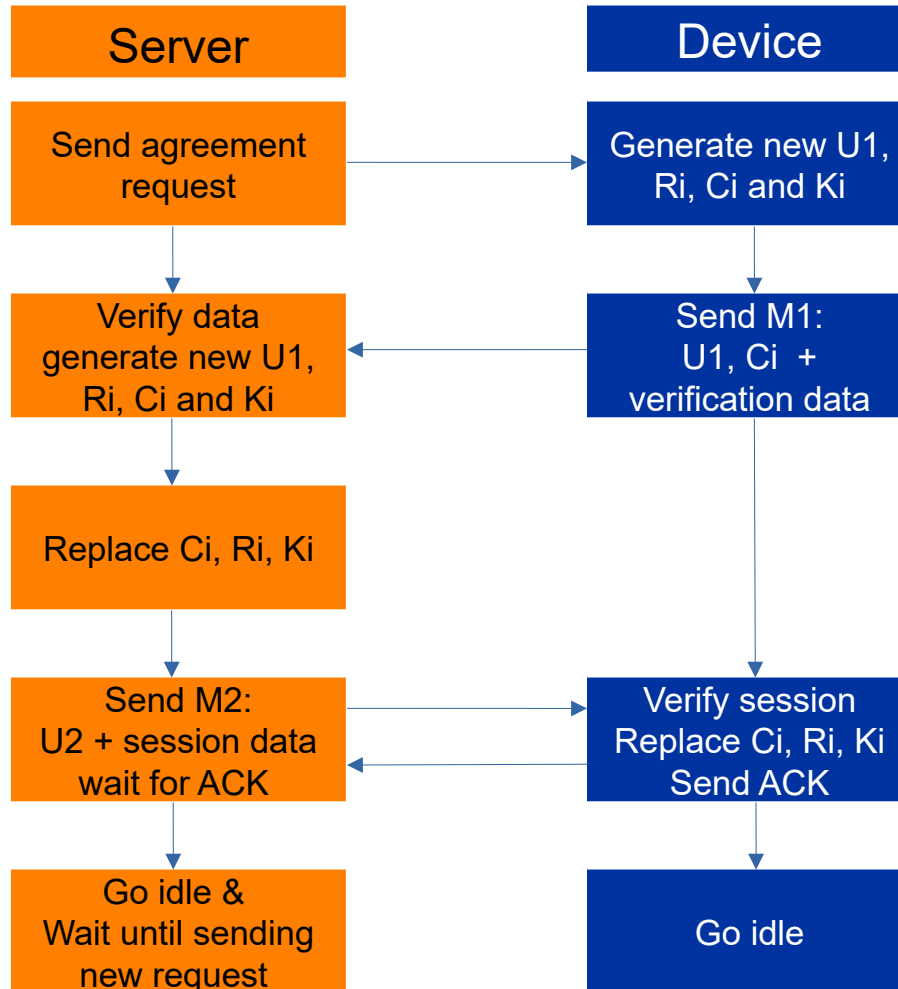 Server
Device
Send agreement
request
Generate new U1,
Ri, Ci and Ki
Verify data
generate new U1,
Ri, Ci and Ki
Send M1:
U1, Ci +
verification data
Replace Ci, Ri, Ki
Send M2:
U2 + session data
wait for ACK
Verify session
Replace Ci, Ri, Ki
Send ACK
Go idle &
Wait until sending
new request
Go idle